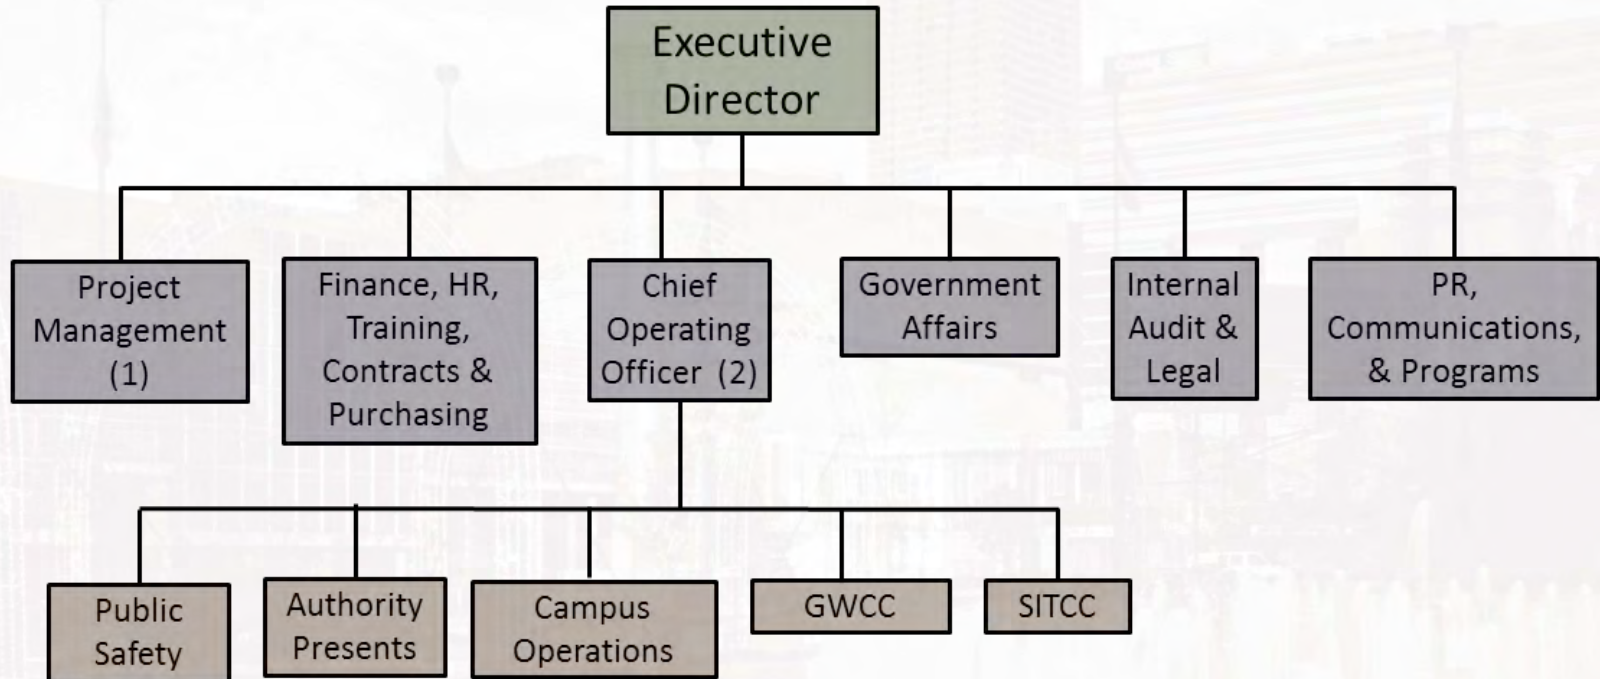 Executive
Director
Project
Management
(1)
Finance, HR,
Training,
Contracts &
Purchasing
Chief
Operating
Officer (2)
Government
Affairs
Internal
Audit &
Legal
PR,
Communications,
& Programs
Public
Safety
Authority
Presents
Campus
Operations
GWCC
SITCC